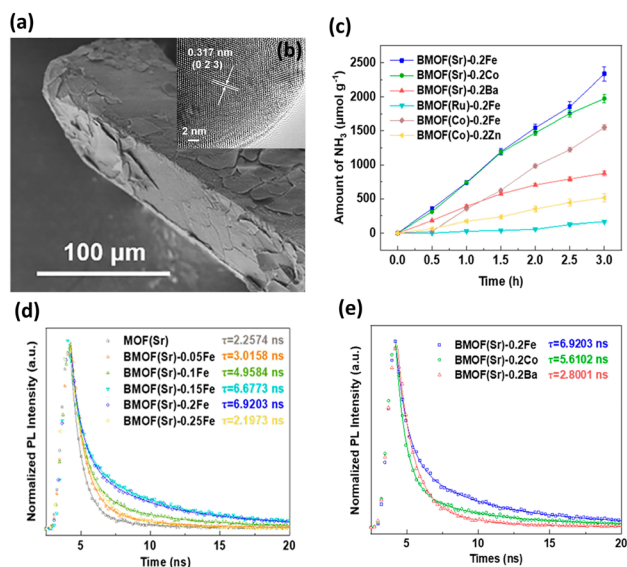 (a)
(b)
0.317 nm
(0 2 3)
2 nm
100 μm
(c)
Amount of NH3 (μmol g-1)
2500
2000
1500
1000
500
0
BMOF(Sr)-0.2Fe
BMOF(Sr)-0.2Co
BMOF(Sr)-0.2Ba
BMOF(Ru)-0.2Fe
BMOF(Co)-0.2Fe
BMOF(Co)-0.2Zn
0.0 0.5 1.0 1.5 2.0 2.5 3.0
Time (h)
(d)
Normalized PL Intensity (a.u.)
MOF(Sr) τ=2.2574 ns
BMOF(Sr)-0.05Fe τ=3.0158 ns
BMOF(Sr)-0.1Fe τ=4.9584 ns
BMOF(Sr)-0.15Fe τ=6.6773 ns
BMOF(Sr)-0.2Fe τ=6.9203 ns
BMOF(Sr)-0.25Fe τ=2.1973 ns
5 10 15 20
Time (ns)
(e)
Normalized PL Intensity (a.u.)
BMOF(Sr)-0.2Fe τ=6.9203 ns
BMOF(Sr)-0.2Co τ=5.6102 ns
BMOF(Sr)-0.2Ba τ=2.8001 ns
5 10 15 20
Times (ns)